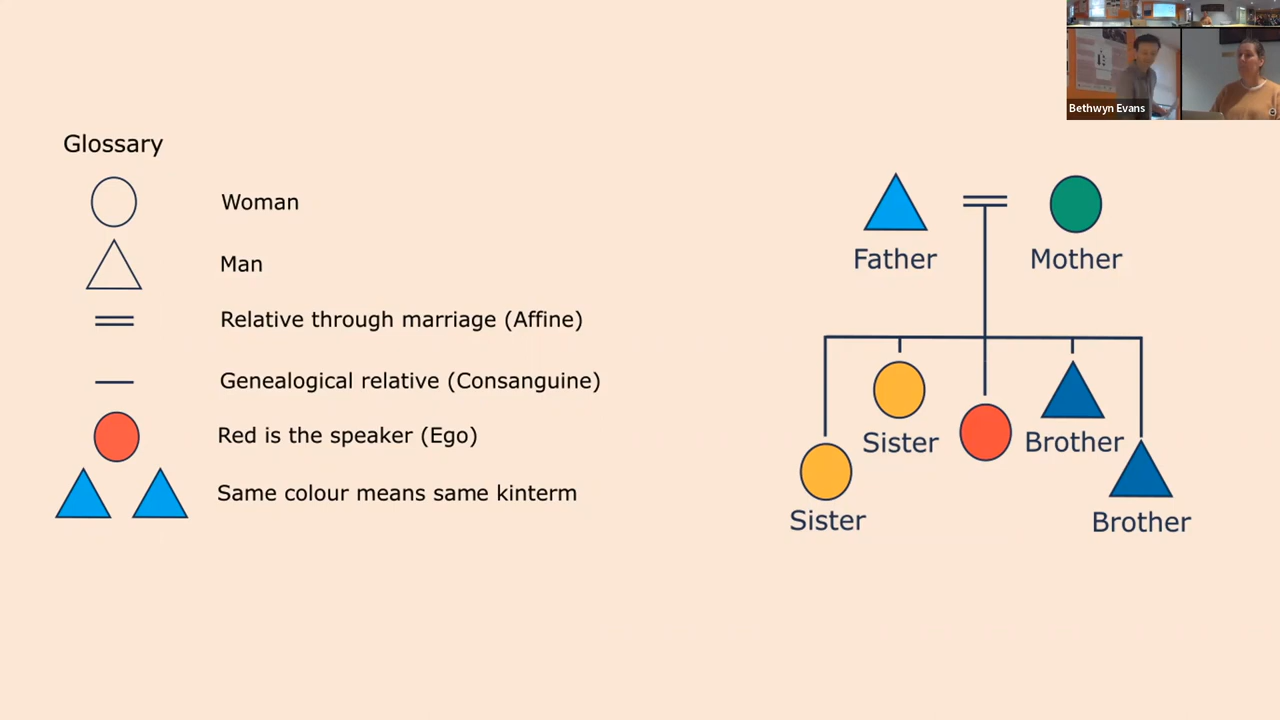 Bethwyn Evans
Glossary
Woman
Man
Relative through marriage (Affine)
Genealogical relative (Consanguine)
Red is the speaker (Ego)
Same colour means same kinterm
Father
Mother
Sister
Brother
Sister
Brother